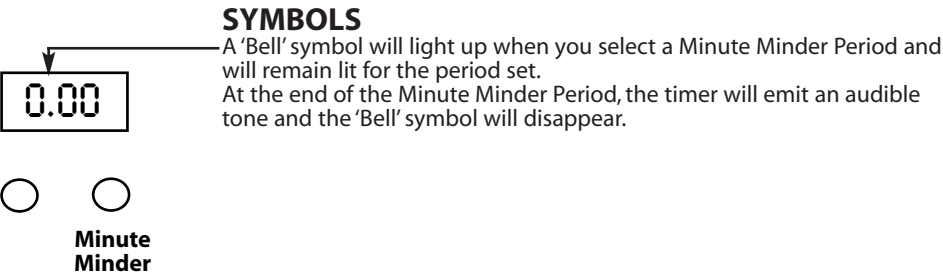 SYMBOLS
A ‘Bell’ symbol will light up when you select a Minute Minder Period and
will remain lit for the period set.
At the end of the Minute Minder Period, the timer will emit an audible
tone and the ‘Bell’ symbol will disappear.
0.00
Minute
Minder